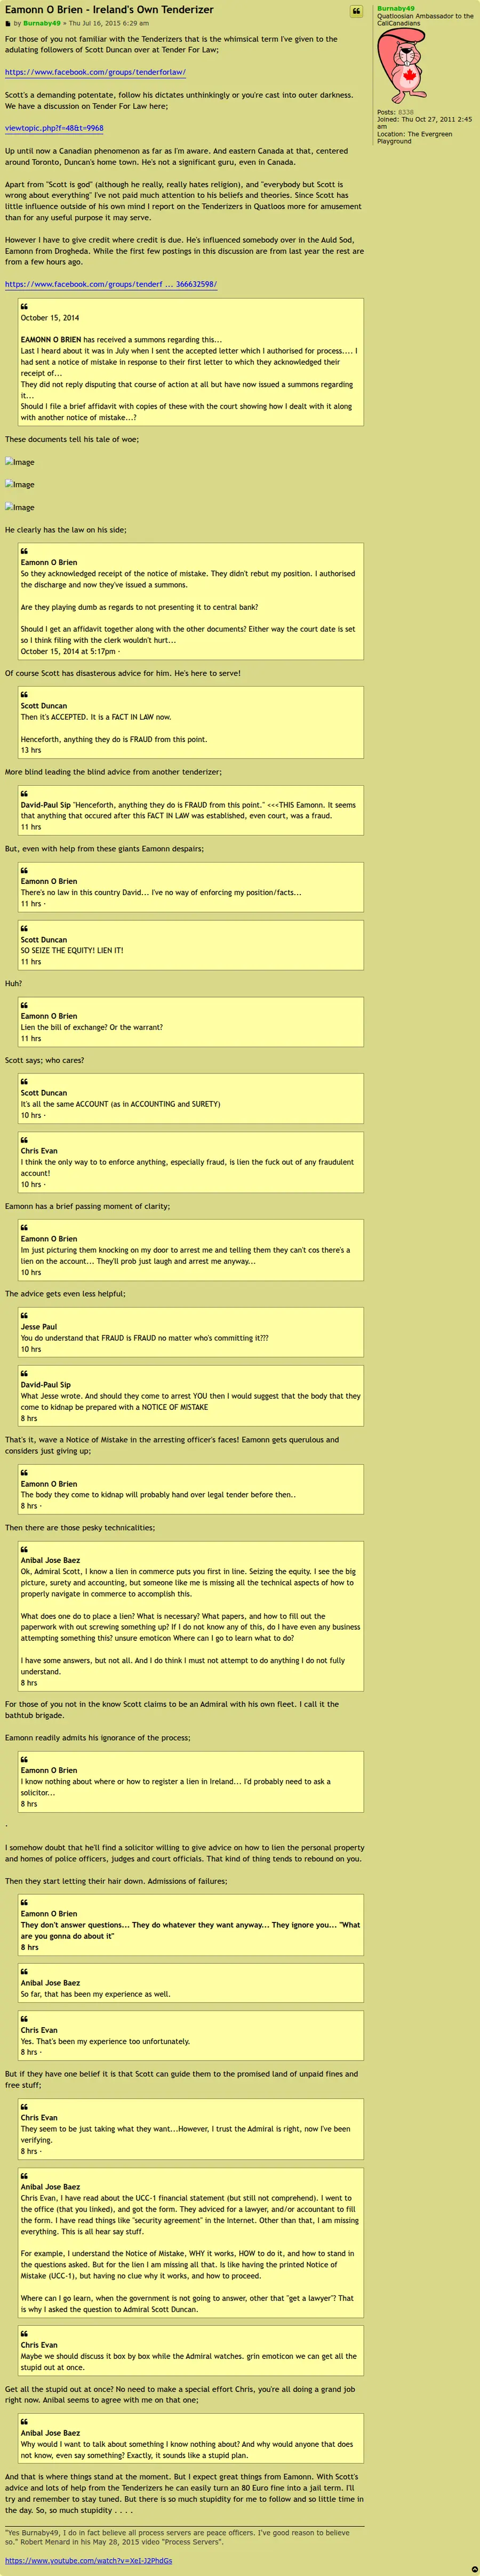 Eamonn O Brien - Ireland's Own Tenderizer
by Burnaby49 » Thu Jul 16, 2015 6:29 am
For those of you not familiar with the Tenderizers that is the whimsical term I've given to the
adulating followers of Scott Duncan over at Tender For Law;
https://www.facebook.com/groups/tenderforlaw/
Scott's a demanding potentate, follow his dictates unthinkingly or you're cast into outer darkness.
We have a discussion on Tender For Law here;
viewtopic.php?f=48&t=9968
Up until now a Canadian phenomenon as far as I'm aware. And eastern Canada at that, centered
around Toronto, Duncan's home town. He's not a significant guru, even in Canada.
Apart from "Scott is god" (although he really, really hates religion), and "everybody but Scott is
wrong about everything" I've not paid much attention to his beliefs and theories. Since Scott has
little influence outside of his own mind I report on the Tenderizers in Quatloos more for amusement
than for any useful purpose it may serve.
However I have to give credit where credit is due. He's influenced somebody over in the Auld Sod,
Eamonn from Drogheda. While the first few postings in this discussion are from last year the rest are
from a few hours ago.
https://www.facebook.com/groups/tenderf ... 366632598/
October 15, 2014
EAMONN O BRIEN has received a summons regarding this...
Last I heard about it was in July when I sent the accepted letter which I authorised for process.... I
had sent a notice of mistake in response to their first letter to which they acknowledged their
receipt of...
They did not reply disputing that course of action at all but have now issued a summons regarding
it...
Should I file a brief affidavit with copies of these with the court showing how I dealt with it along
with another notice of mistake...?
These documents tell his tale of woe;
Image
Image
Image
He clearly has the law on his side;
Eamonn O Brien
So they acknowledged receipt of the notice of mistake. They didn't rebut my position. I authorised
the discharge and now they've issued a summons.
Are they playing dumb as regards to not presenting it to central bank?
Should I get an affidavit together along with the other documents? Either way the court date is set
so I think filing with the clerk wouldn't hurt...
October 15, 2014 at 5:17pm ·
Of course Scott has disasterous advice for him. He's here to serve!
Scott Duncan
Then it's ACCEPTED. It is a FACT IN LAW now.
Henceforth, anything they do is FRAUD from this point.
13 hrs
More blind leading the blind advice from another tenderizer;
David-Paul Sip "Henceforth, anything they do is FRAUD from this point." <<<THIS Eamonn. It seems
that anything that occured after this FACT IN LAW was established, even court, was a fraud.
11 hrs
But, even with help from these giants Eamonn despairs;
Eamonn O Brien
There's no law in this country David... I've no way of enforcing my position/facts...
11 hrs ·
Scott Duncan
SO SEIZE THE EQUITY! LIEN IT!
11 hrs
Huh?
Eamonn O Brien
Lien the bill of exchange? Or the warrant?
11 hrs
Scott says; who cares?
Scott Duncan
It's all the same ACCOUNT (as in ACCOUNTING and SURETY)
10 hrs ·
Chris Evan
I think the only way to to enforce anything, especially fraud, is lien the fuck out of any fraudulent
account!
10 hrs ·
Eamonn has a brief passing moment of clarity;
Eamonn O Brien
Im just picturing them knocking on my door to arrest me and telling them they can't cos there's a
lien on the account... They'll prob just laugh and arrest me anyway...
10 hrs
The advice gets even less helpful;
Jesse Paul
You do understand that FRAUD is FRAUD no matter who's committing it???
10 hrs
David-Paul Sip
What Jesse wrote. And should they come to arrest YOU then I would suggest that the body that they
come to kidnap be prepared with a NOTICE OF MISTAKE
8 hrs
That's it, wave a Notice of Mistake in the arresting officer's faces! Eamonn gets querulous and
considers just giving up;
Eamonn O Brien
The body they come to kidnap will probably hand over legal tender before then..
8 hrs ·
Then there are those pesky technicalities;
Anibal Jose Baez
Ok, Admiral Scott, I know a lien in commerce puts you first in line. Seizing the equity. I see the big
picture, surety and accounting, but someone like me is missing all the technical aspects of how to
properly navigate in commerce to accomplish this.
What does one do to place a lien? What is necessary? What papers, and how to fill out the
paperwork with out screwing something up? If I do not know any of this, do I have even any business
attempting something this? unsure emoticon Where can I go to learn what to do?
I have some answers, but not all. And I do think I must not attempt to do anything I do not fully
understand.
8 hrs
For those of you not in the know Scott claims to be an Admiral with his own fleet. I call it the
bathtub brigade.
Eamonn readily admits his ignorance of the process;
Eamonn O Brien
I know nothing about where or how to register a lien in Ireland... I'd probably need to ask a
solicitor...
8 hrs
.
I somehow doubt that he'll find a solicitor willing to give advice on how to lien the personal property
and homes of police officers, judges and court officials. That kind of thing tends to rebound on you.
Then they start letting their hair down. Admissions of failures;
Eamonn O Brien
They don't answer questions... They do whatever they want anyway... They ignore you... "What
are you gonna do about it"
8 hrs
Anibal Jose Baez
So far, that has been my experience as well.
Chris Evan
Yes. That's been my experience too unfortunately.
8 hrs ·
But if they have one belief it is that Scott can guide them to the promised land of unpaid fines and
free stuff;
Chris Evan
They seem to be just taking what they want...However, I trust the Admiral is right, now I've been
verifying.
8 hrs ·
Anibal Jose Baez
Chris Evan, I have read about the UCC-1 financial statement (but still not comprehend). I went to
the office (that you linked), and got the form. They adviced for a lawyer, and/or accountant to fill
the form. I have read things like "security agreement" in the Internet. Other than that, I am missing
everything. This is all hear say stuff.
For example, I understand the Notice of Mistake, WHY it works, HOW to do it, and how to stand in
the questions asked. But for the lien I am missing all that. Is like having the printed Notice of
Mistake (UCC-1), but having no clue why it works, and how to proceed.
Where can I go learn, when the government is not going to answer, other that "get a lawyer"? That
is why I asked the question to Admiral Scott Duncan.
Chris Evan
Maybe we should discuss it box by box while the Admiral watches. grin emoticon we can get all the
stupid out at once.
Get all the stupid out at once? No need to make a special effort Chris, you're all doing a grand job
right now. Anibal seems to agree with me on that one;
Anibal Jose Baez
Why would I want to talk about something I know nothing about? And why would anyone that does
not know, even say something? Exactly, it sounds like a stupid plan.
And that is where things stand at the moment. But I expect great things from Eamonn. With Scott's
advice and lots of help from the Tenderizers he can easily turn an 80 Euro fine into a jail term. I'll
try and remember to stay tuned. But there is so much stupidity for me to follow and so little time in
the day. So, so much stupidity . . . .
"Yes Burnaby49, I do in fact believe all process servers are peace officers. I've good reason to believe
so." Robert Menard in his May 28, 2015 video "Process Servers".
https://www.youtube.com/watch?v=XeI-J2PhdGs
Burnaby49
Quatloosian Ambassador to the
CaliCanadians
Posts: 8338
Joined: Thu Oct 27, 2011 2:45
am
Location: The Evergreen
Playground